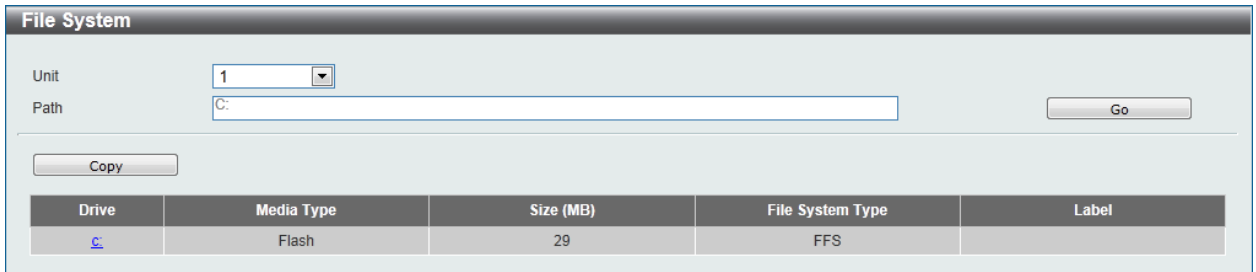 File System
Unit 1
Path C: Go
Copy
Drive Media Type Size (MB) File System Type Label
c: Flash 29 FFS